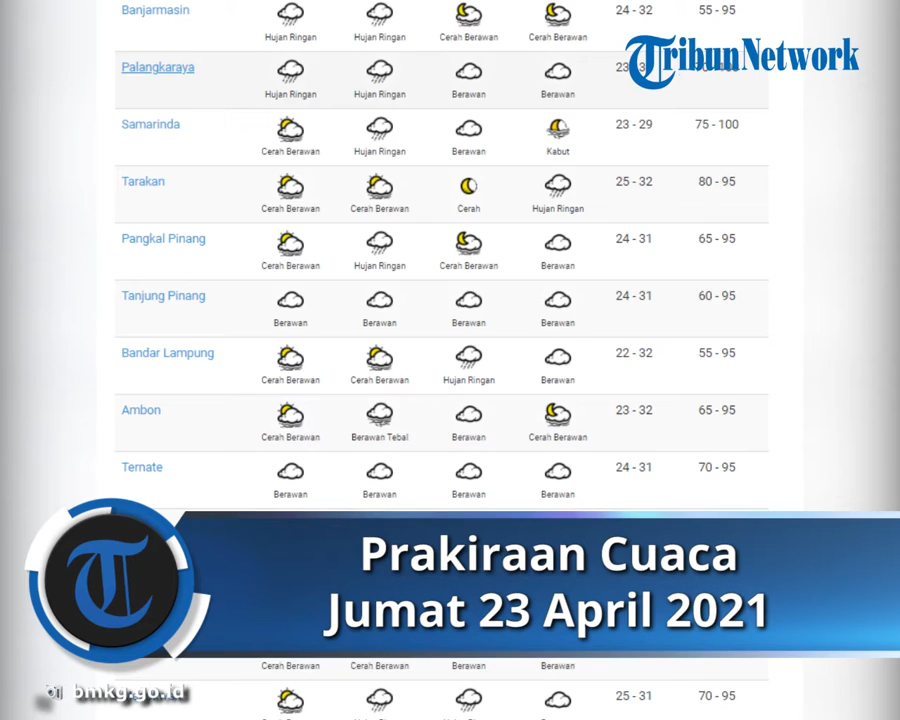 Banjarmasin 24 - 32 55 - 95
Hujan Ringan Hujan Ringan Cerah Berawan Cerah Berawan
TribunNetwork
Palangkaraya
Hujan Ringan Hujan Ringan Berawan Berawan
Samarinda 23 - 29 75 - 100
Cerah Berawan Hujan Ringan Berawan Kabut
Tarakan 25 - 32 80 - 95
Cerah Berawan Cerah Berawan Cerah Hujan Ringan
Pangkal Pinang 24 - 31 65 - 95
Cerah Berawan Hujan Ringan Cerah Berawan Berawan
Tanjung Pinang 24 - 31 60 - 95
Berawan Berawan Berawan Berawan
Bandar Lampung 22 - 32 55 - 95
Cerah Berawan Cerah Berawan Hujan Ringan Berawan
Ambon 23 - 32 65 - 95
Cerah Berawan Berawan Tebal Berawan Cerah Berawan
Ternate 24 - 31 70 - 95
Berawan Berawan Berawan Berawan
T
Prakiraan Cuaca
Jumat 23 April 2021
Cerah Berawan Cerah Berawan Berawan Berawan
bmkg.go.id
25 - 31 70 - 95